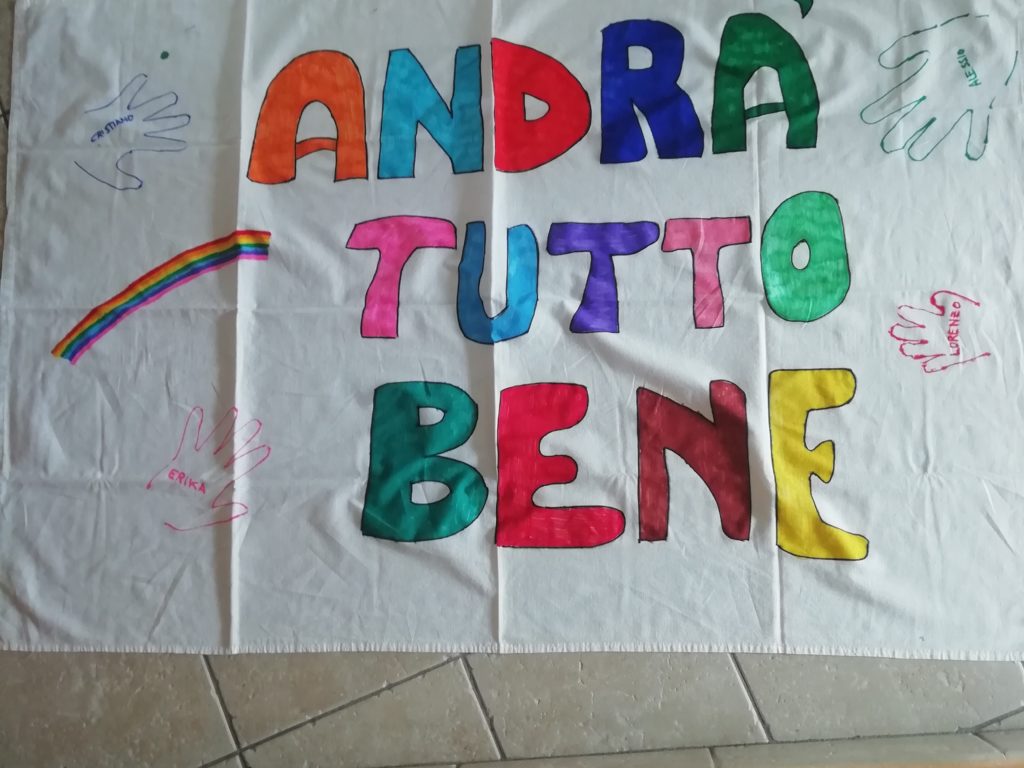 ANDRÀ
TUTTO
BENE
CRISTIANO
ALESSIO
LORENZO
ERIKA